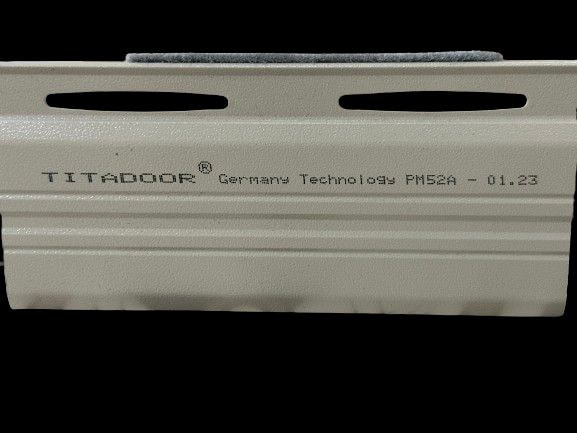 TITADOOR® Germany Technology PM52A - 01.23